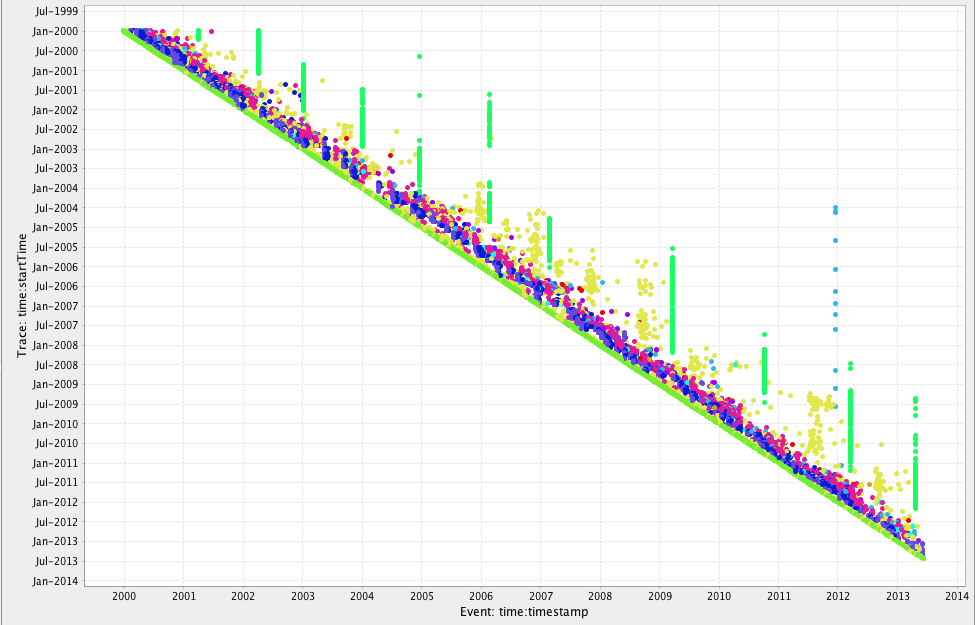 Jul-1999
Jan-2000
Jul-2000
Jan-2001
Jul-2001
Jan-2002
Jul-2002
Jan-2003
Jul-2003
Jan-2004
Jul-2004
Jan-2005
Jul-2005
Jan-2006
Jul-2006
Jan-2007
Jul-2007
Jan-2008
Jul-2008
Jan-2009
Jul-2009
Jan-2010
Jul-2010
Jan-2011
Jul-2011
Jan-2012
Jul-2012
Jan-2013
Jul-2013
Jan-2014
Trace: time:startTime
2000 2001 2002 2003 2004 2005 2006 2007 2008 2009 2010 2011 2012 2013 2014
Event: time:timestamp